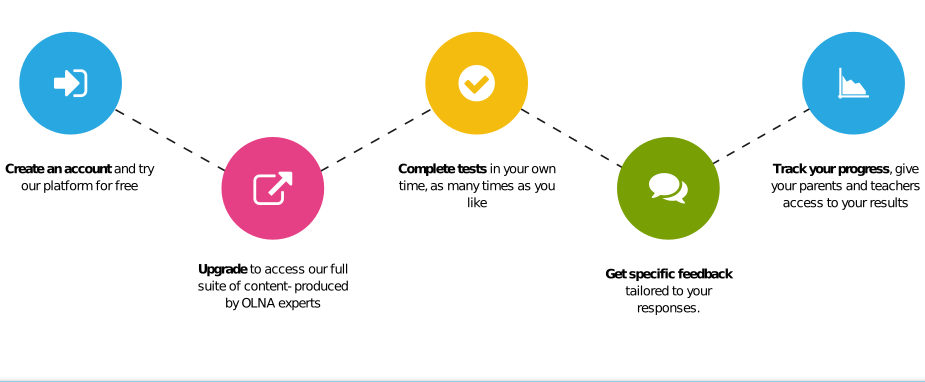 Create an account and try
our platform for free
Upgrade to access our full
suite of content- produced
by OLNA experts
Complete tests in your own
time, as many times as you
like
Get specific feedback
tailored to your
responses.
Track your progress, give
your parents and teachers
access to your results